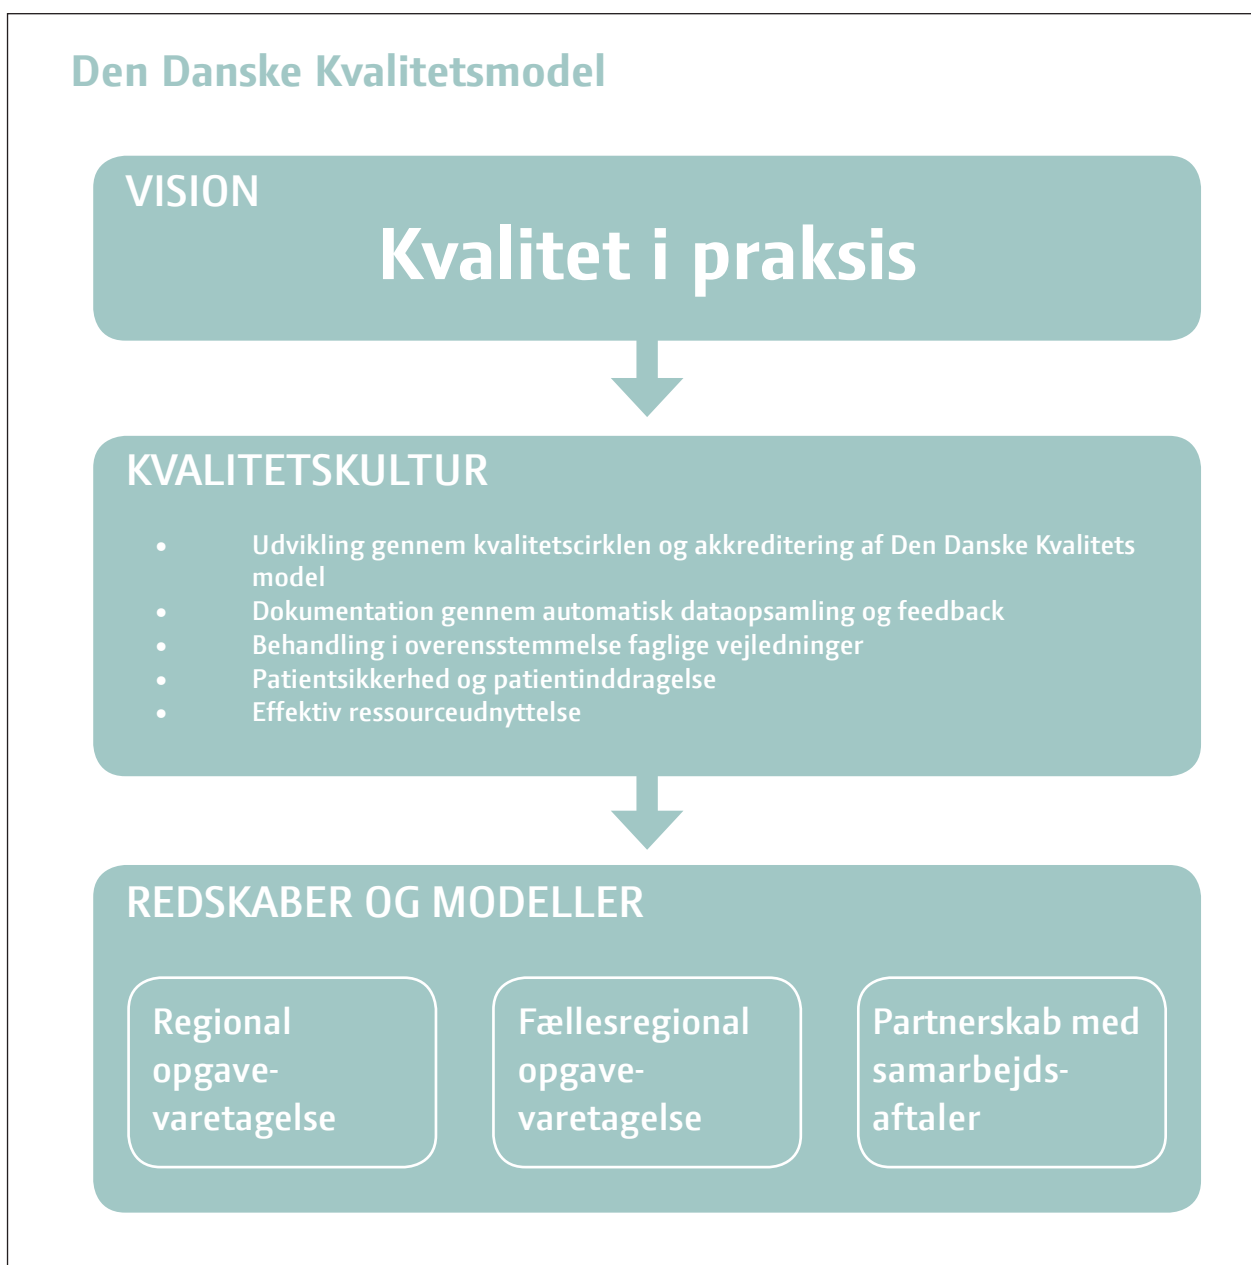 Den Danske Kvalitetsmodel
VISION
Kvalitet i praksis
KVALITETSKULTUR
• Udvikling gennem kvalitetscirklen og akkreditering af Den Danske Kvalitets
model
• Dokumentation gennem automatisk dataopsamling og feedback
• Behandling i overensstemmelse faglige vejledninger
• Patientsikkerhed og patientinddragelse
• Effektiv ressourceudnyttelse
REDSKABER OG MODELLER
Regional
opgave-
varetagelse
Fællesregional
opgave-
varetagelse
Partnerskab med
samarbejds-
aftaler